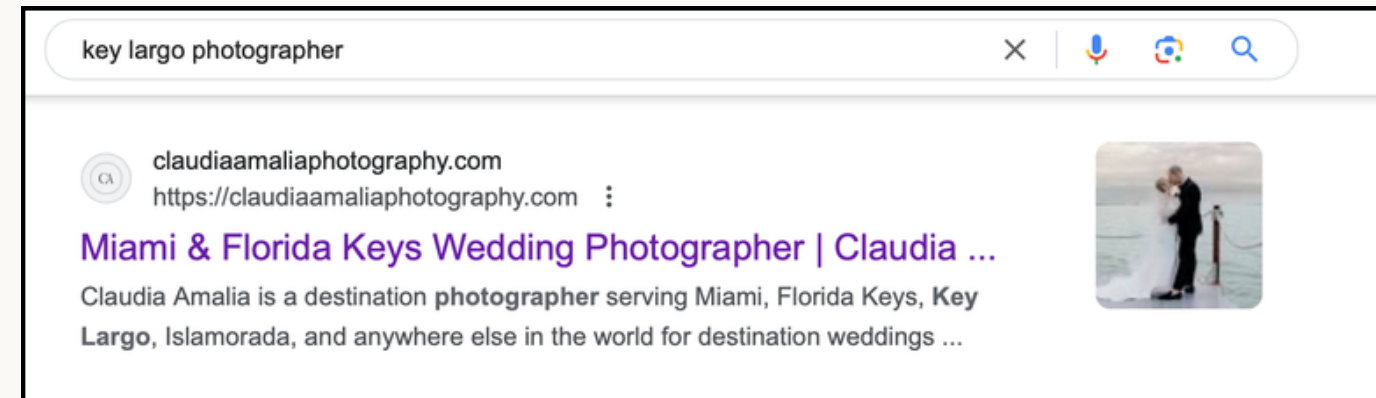 key largo photographer
CA
claudiaamaliaphotography.com
https://claudiaamaliaphotography.com
Miami & Florida Keys Wedding Photographer | Claudia ...
Claudia Amalia is a destination photographer serving Miami, Florida Keys, Key
Largo, Islamorada, and anywhere else in the world for destination weddings ...